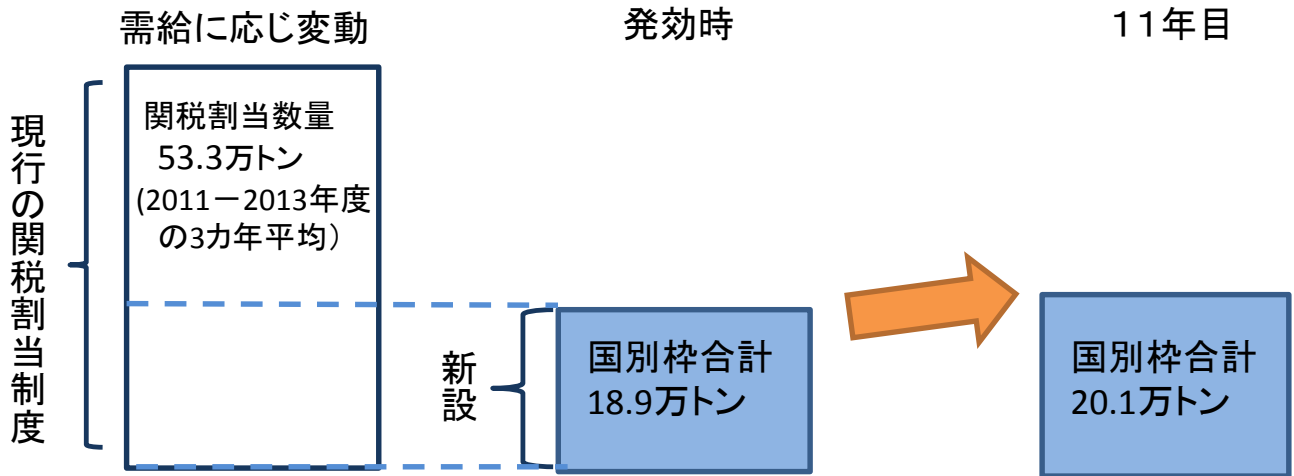 需給に応じ変動
発効時
11年目
現行の関税割当制度
関税割当数量
53.3万トン
(2011-2013年度
の3カ年平均)
新設
国別枠合計
18.9万トン
国別枠合計
20.1万トン